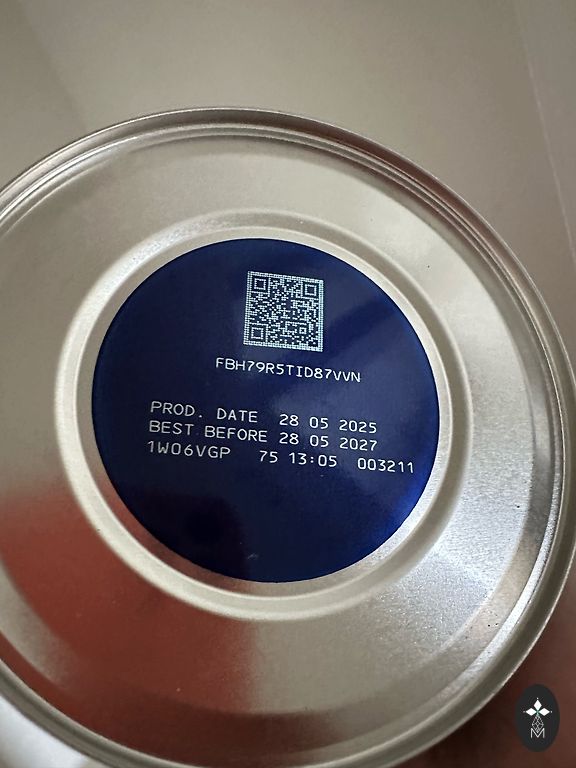 FBH79R5TID87VVN
PROD. DATE 28 05 2025
BEST BEFORE 28 05 2027
1W06VGP 75 13:05 003211
M